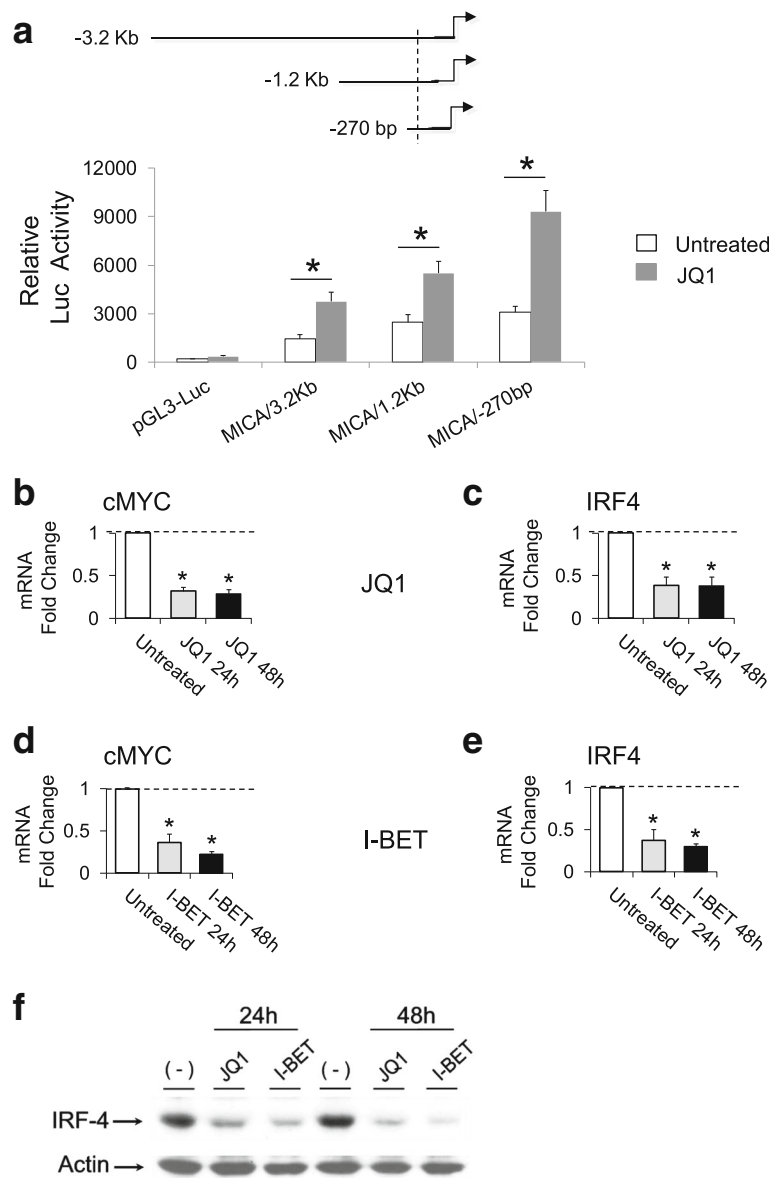 a
-3.2 Kb
-1.2 Kb
-270 bp
Relative
Luc Activity
12000
9000
6000
3000
0
*
*
*
Untreated
JQ1
pGL3-Luc
MICA/3.2Kb
MICA/1.2Kb
MICA/-270bp
b
cMYC
mRNA
Fold Change
1
0.5
0
*
*
Untreated
JQ1 24h
JQ1 48h
JQ1
c
IRF4
mRNA
Fold Change
1
0.5
0
*
*
Untreated
JQ1 24h
JQ1 48h
d
cMYC
mRNA
Fold Change
1
0.5
0
*
*
Untreated
I-BET 24h
I-BET 48h
I-BET
e
IRF4
mRNA
Fold Change
1
0.5
0
*
*
Untreated
I-BET 24h
I-BET 48h
f
24h
48h
(-)
JQ1
I-BET
(-)
JQ1
I-BET
IRF-4
Actin